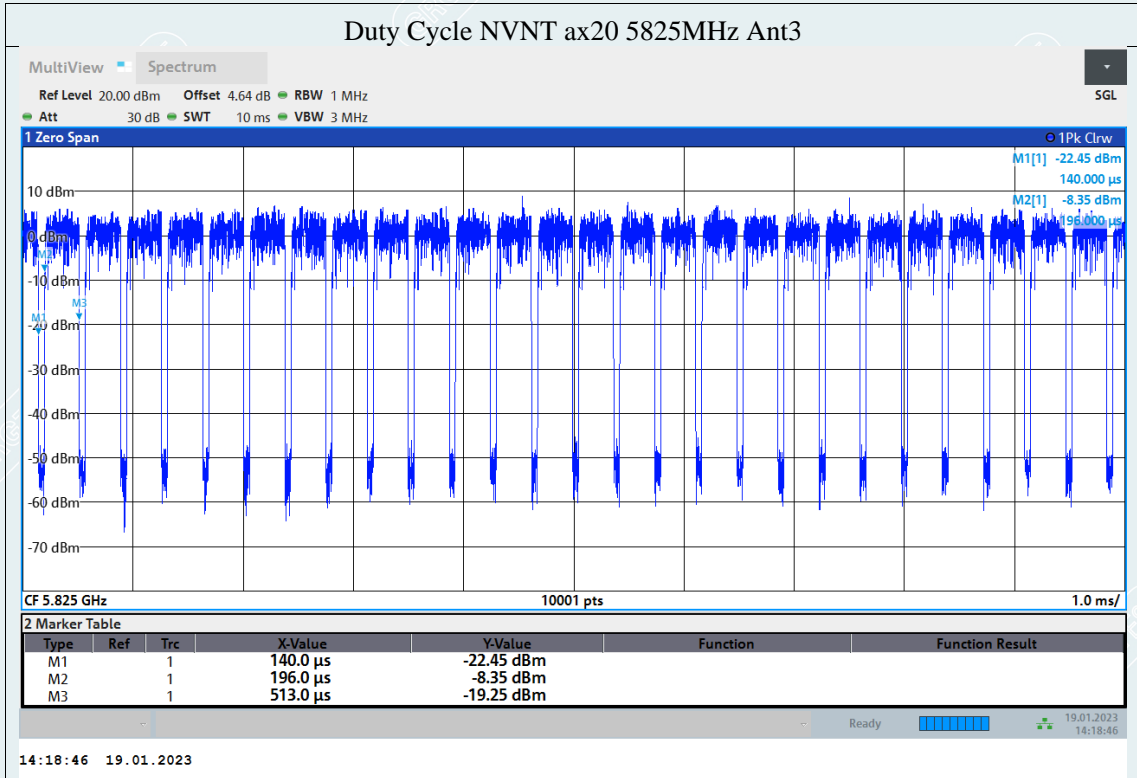 Duty Cycle NVNT ax20 5825MHz Ant3
MultiView Spectrum
Ref Level 20.00 dBm Offset 4.64 dB RBW 1 MHz SGL
Att 30 dB SWT 10 ms VBW 3 MHz
1 Zero Span 1Pk Clrw
M1[1] -22.45 dBm
140.000 µs
10 dBm
M2[1] -8.35 dBm
196.000 µs
0 dBm
M2
-10 dBm
M3
M1
-20 dBm
-30 dBm
-40 dBm
-50 dBm
-60 dBm
-70 dBm
CF 5.825 GHz 10001 pts 1.0 ms/
2 Marker Table
Type Ref Trc X-Value Y-Value Function Function Result
M1 1 140.0 µs -22.45 dBm
M2 1 196.0 µs -8.35 dBm
M3 1 513.0 µs -19.25 dBm
Ready 19.01.2023
14:18:46
14:18:46 19.01.2023